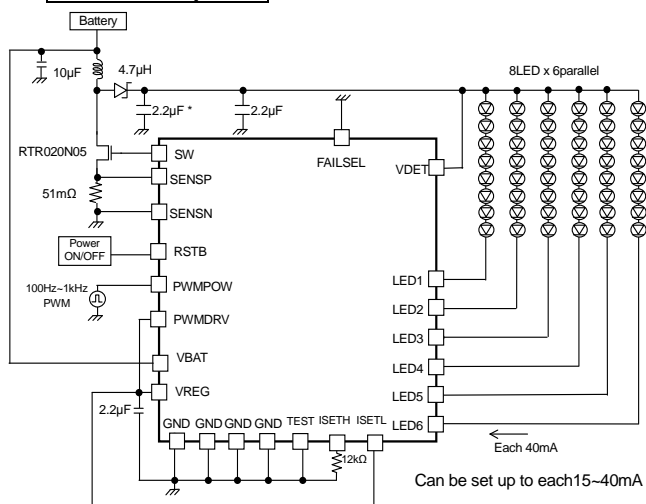 Battery
10µF
4.7µH
8LED x 6parallel
2.2µF *
2.2µF
RTR020N05
SW
FAILSEL
VDET
SENSP
51mΩ
SENSN
Power
ON/OFF
RSTB
LED1
100Hz~1kHz
PWM
PWMPOW
LED2
PWMDRV
LED3
VBAT
LED4
VREG
LED5
2.2µF
GND GND GND GND TEST ISETH ISETL
LED6
12kΩ
Each 40mA
Can be set up to each15~40mA